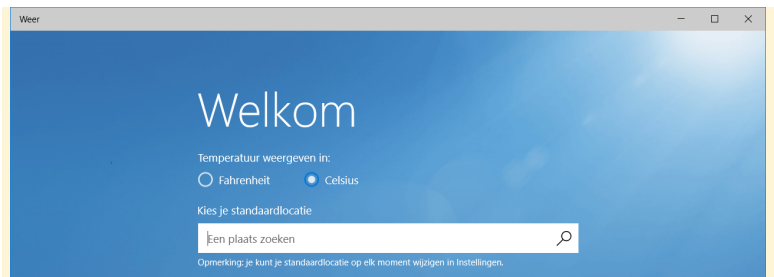 Weer
Welkom
Temperatuur weergeven in:
Fahrenheit Celsius
Kies je standaardlocatie
Een plaats zoeken
Opmerking: je kunt je standaardlocatie op elk moment wijzigen in Instellingen.